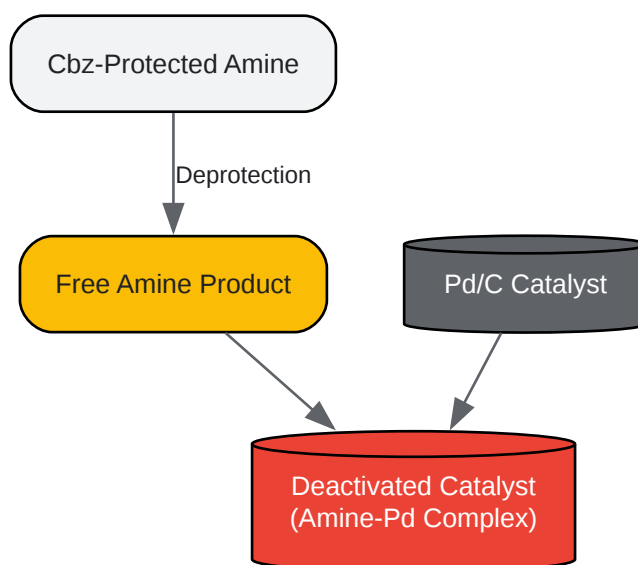 Cbz-Protected Amine
Deprotection
Free Amine Product
Pd/C Catalyst
Deactivated Catalyst
(Amine-Pd Complex)